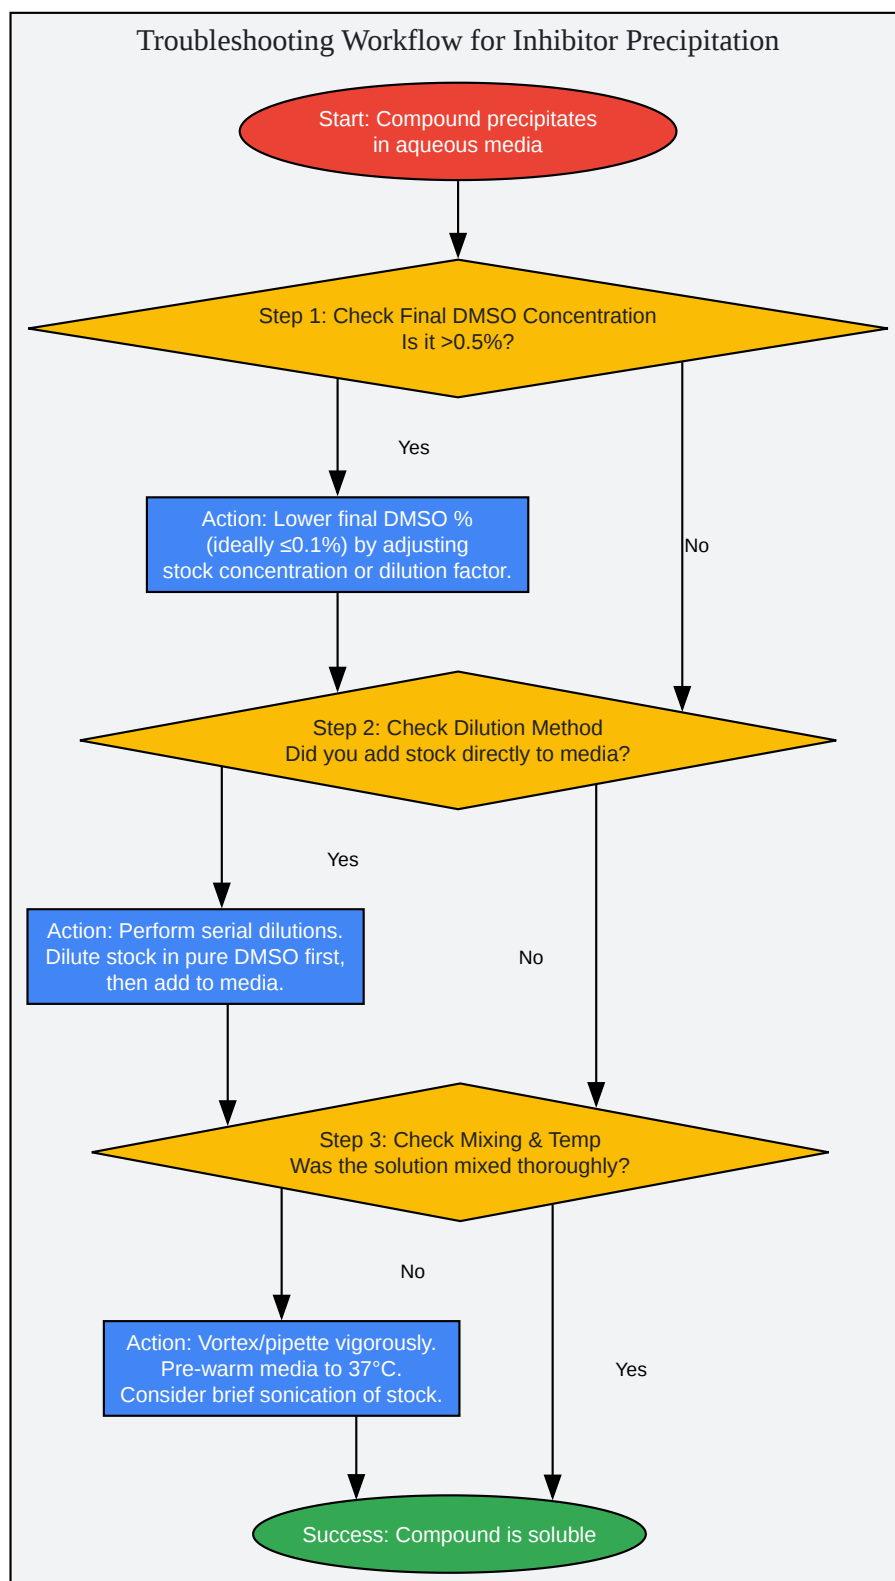 Troubleshooting Workflow for Inhibitor Precipitation
Start: Compound precipitates
in aqueous media
Step 1: Check Final DMSO Concentration
Is it >0.5%?
Yes
Action: Lower final DMSO %
(ideally ≤0.1%) by adjusting
stock concentration or dilution factor.
No
Step 2: Check Dilution Method
Did you add stock directly to media?
Yes
Action: Perform serial dilutions.
Dilute stock in pure DMSO first,
then add to media.
No
Step 3: Check Mixing & Temp
Was the solution mixed thoroughly?
No
Action: Vortex/pipette vigorously.
Pre-warm media to 37°C.
Consider brief sonication of stock.
Yes
Success: Compound is soluble